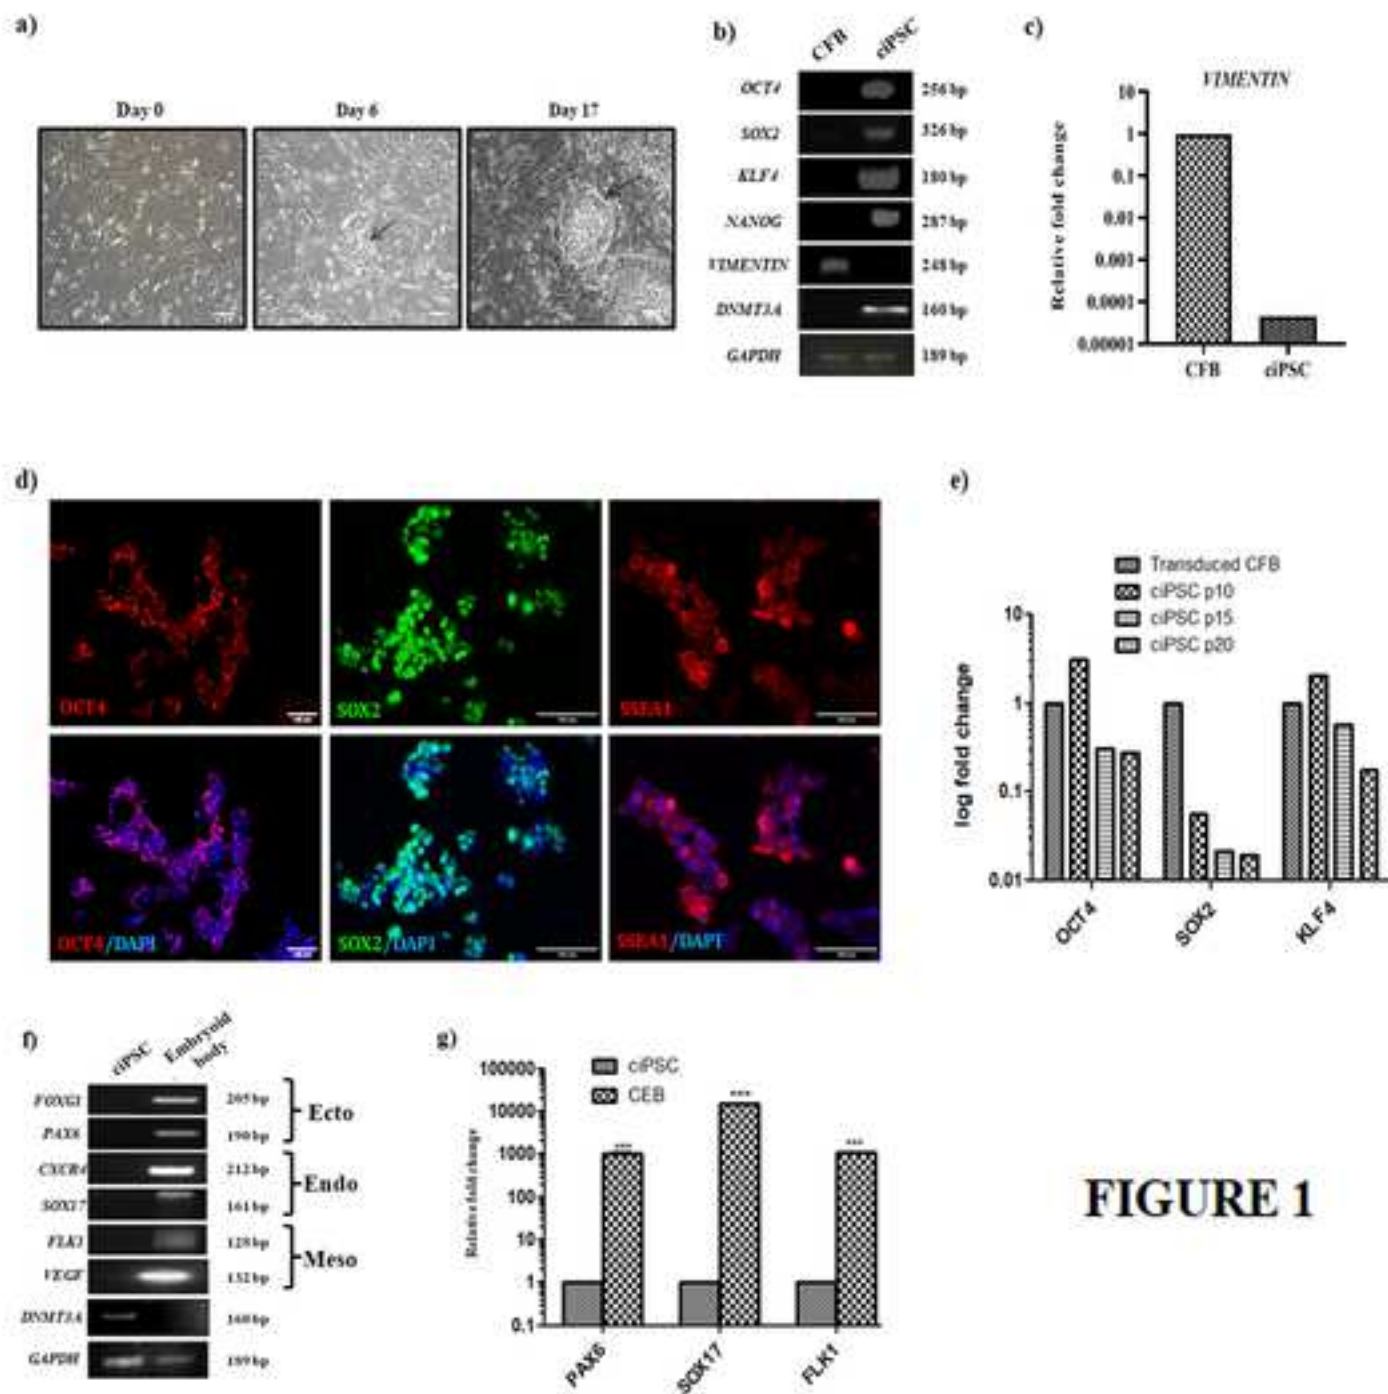 a)
Day 0
Day 6
Day 17
b)
CFB
ciPSC
OCT4
256 bp
SOX2
326 bp
KLF4
180 bp
NANOG
287 bp
VIMENTIN
248 bp
DNMT3A
160 bp
GAPDH
189 bp
c)
VIMENTIN
Relative fold change
10
1
0.1
0.01
0.001
0.0001
0.00001
CFB
ciPSC
d)
OCT4
SOX2
SSEA1
OCT4/DAPI
SOX2/DAPI
SSEA1/DAPI
e)
Transduced CFB
ciPSC p10
ciPSC p15
ciPSC p20
log fold change
10
1
0.1
0.01
OCT4
SOX2
KLF4
f)
ciPSC
Embryoid
body
FOXG1
205 bp
PAX6
190 bp
Ecto
CXCR4
212 bp
SOX17
161 bp
Endo
FLK1
128 bp
VEGF
132 bp
Meso
DNMT3A
160 bp
GAPDH
189 bp
g)
ciPSC
CEB
Relative fold change
100000
10000
1000
100
10
1
0.1
***
***
***
PAX6
SOX17
FLK1
FIGURE 1